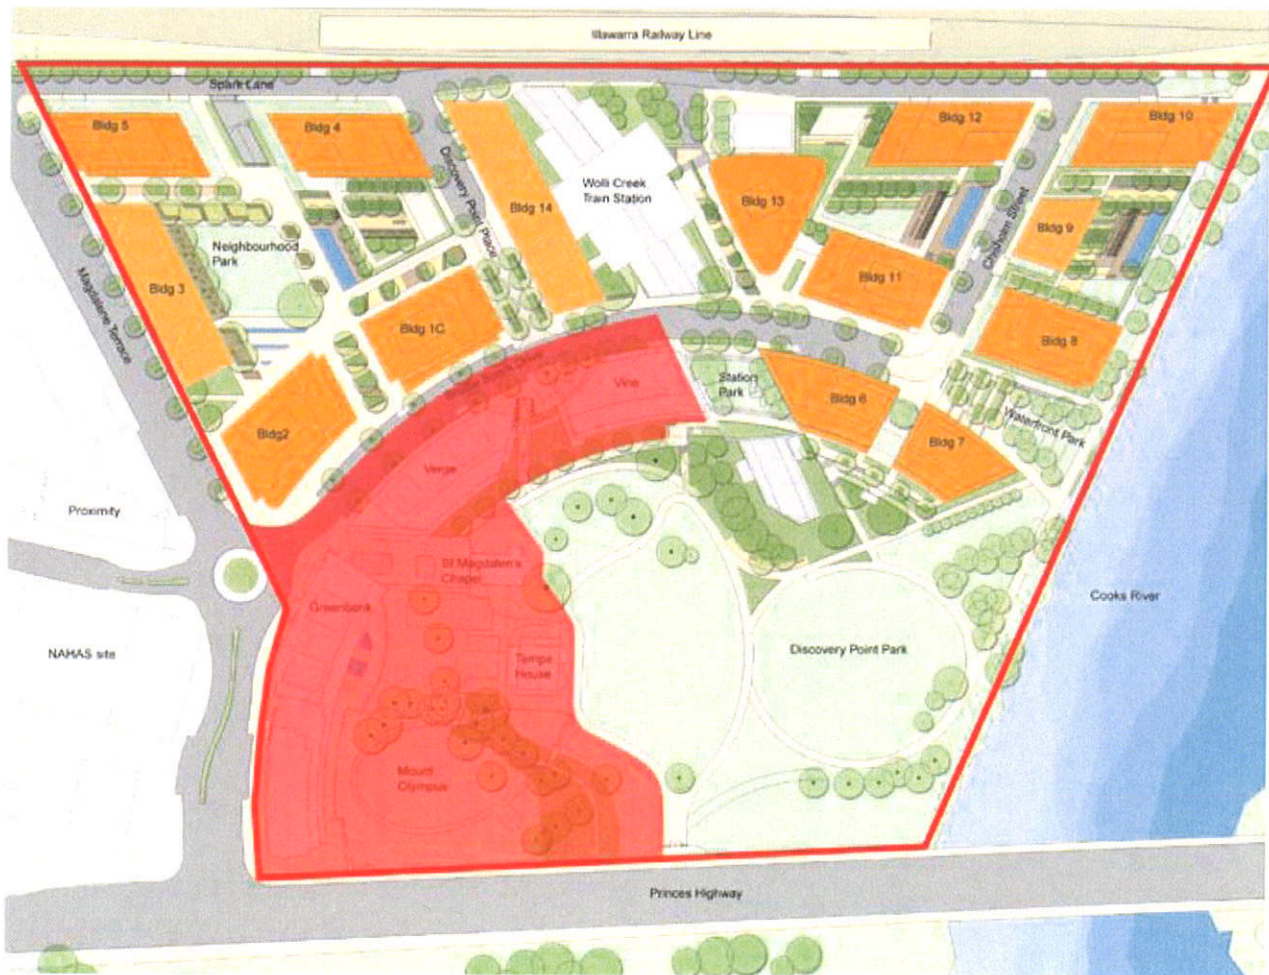 Illawarra Railway Line
Spark Lane
Bldg 5
Bldg 4
Bldg 12
Bldg 10
Discovery Point Place
Wolli Creek
Train Station
Bldg 14
Bldg 13
Chisholm Street
Bldg 9
Neighbourhood
Park
Magdalene Terrace
Bldg 3
Bldg 11
Bldg 1C
Bldg 8
Drive
Vine
Station
Park
Bldg 6
Waterfront Park
Bldg2
Bldg 7
Verge
Proximity
St Magdalen's
Chapel
Greenbank
Cooks River
NAHAS site
Tempe
House
Discovery Point Park
Mount
Olympus
Princes Highway